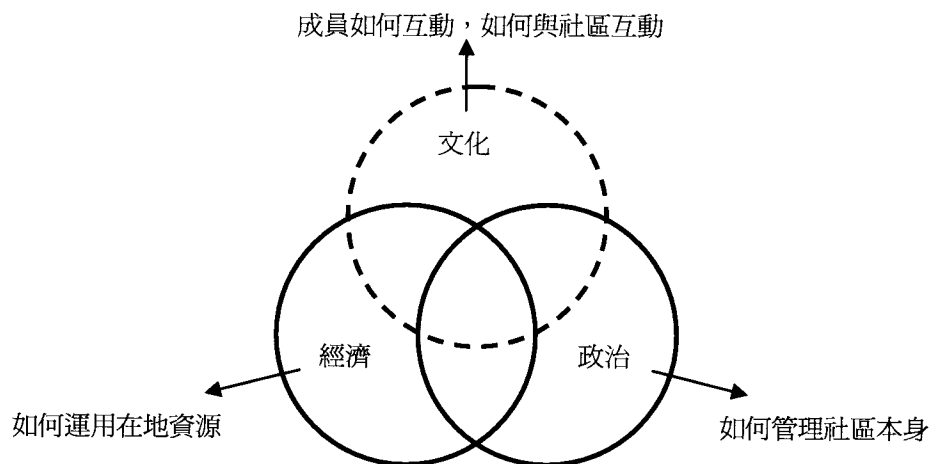 成員如何互動，如何與社區互動
文化
經濟
政治
如何運用在地資源
如何管理社區本身